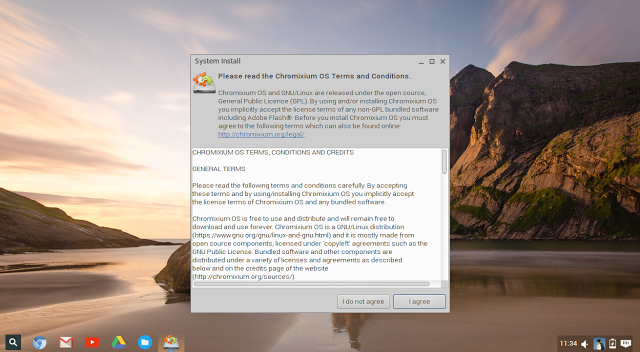 System Install
Please read the Chromixium OS Terms and Conditions.
Chromixium OS and GNU/Linux are released under the open source,
General Public License (GPL). By using and/or installing Chromixium OS
you implicitly accept the license terms of any non-GPL bundled software
including Adobe Flash®. Before you install Chromixium OS you must
agree to the following terms which can also be found online:
http://chromixium.org/legal/
CHROMIXIUM OS TERMS, CONDITIONS AND CREDITS
GENERAL TERMS
Please read the following terms and conditions carefully. By accepting
these terms and by using/installing Chromixium OS you implicitly accept
the license terms of Chromixium OS and any bundled software
Chromixium OS is free to use and distribute and will remain free to
download and use forever. Chromixium OS is a GNU/Linux distribution
(https://www.gnu.org/gnu/linux-and-gnu.html) and it is mostly made from
open source components, licensed under 'copyleft' agreements such as the
GNU Public License. Bundled software and other components are
distributed under a variety of licenses and agreements as described
below and on the credits page of the website
(http://chromixium.org/sources/)
I do not agree
I agree
11:34